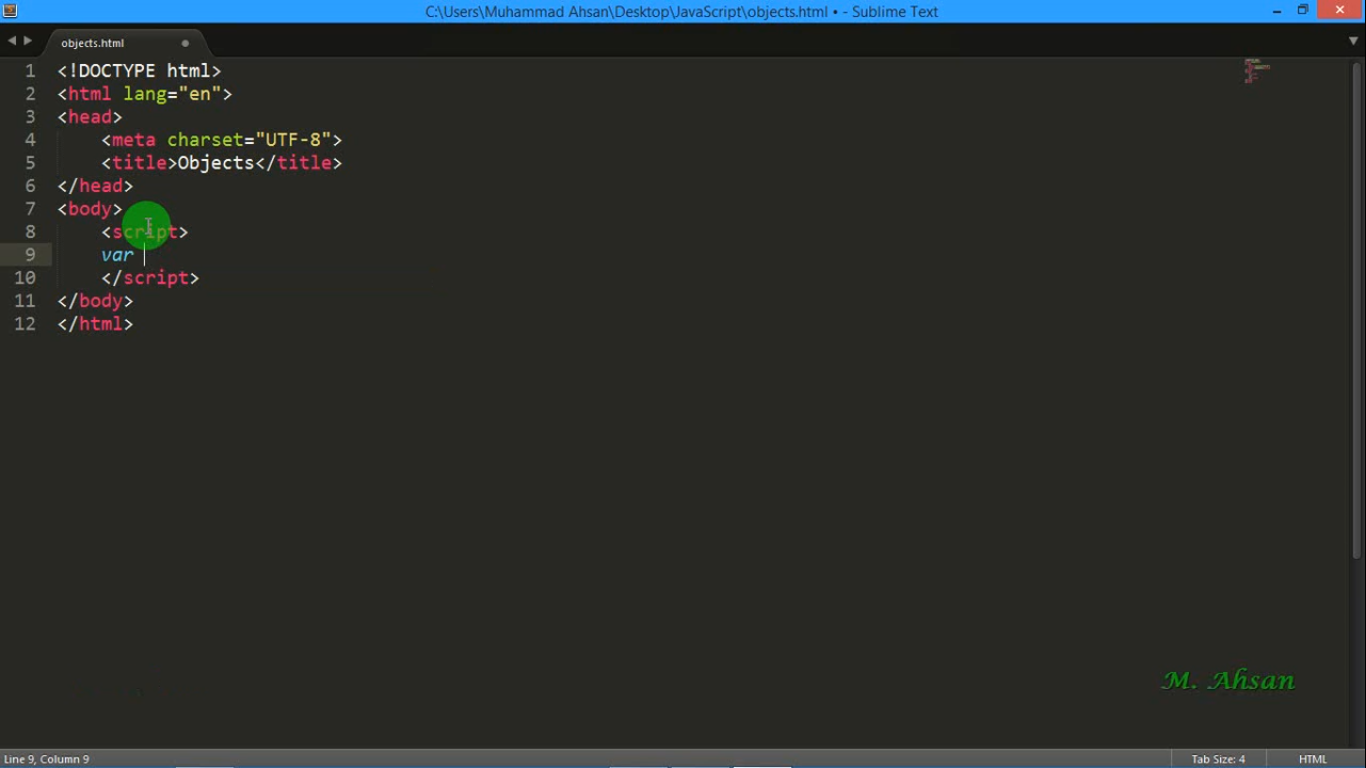 C:\Users\Muhammad Ahsan\Desktop\JavaScript\objects.html • - Sublime Text
objects.html
1 <!DOCTYPE html>
2 <html lang="en">
3 <head>
4 <meta charset="UTF-8">
5 <title>Objects</title>
6 </head>
7 <body>
8 <script>
9 var
10 </script>
11 </body>
12 </html>
M. Ahsan
Line 9, Column 9
Tab Size: 4
HTML